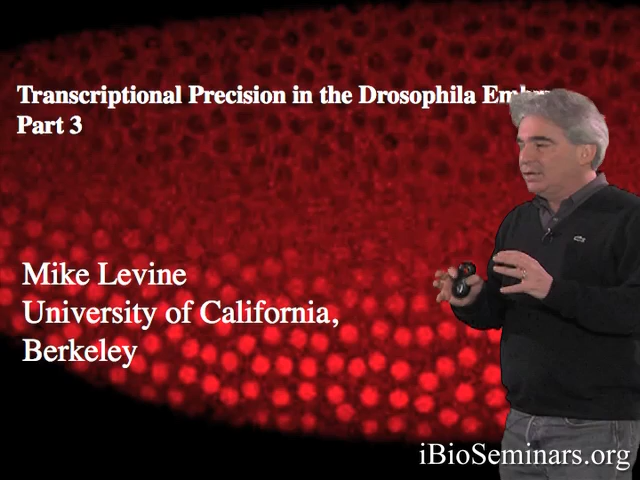 Transcriptional Precision in the Drosophila
Part 3
Mike Levine
University of California,
Berkeley
iBioSeminars.org